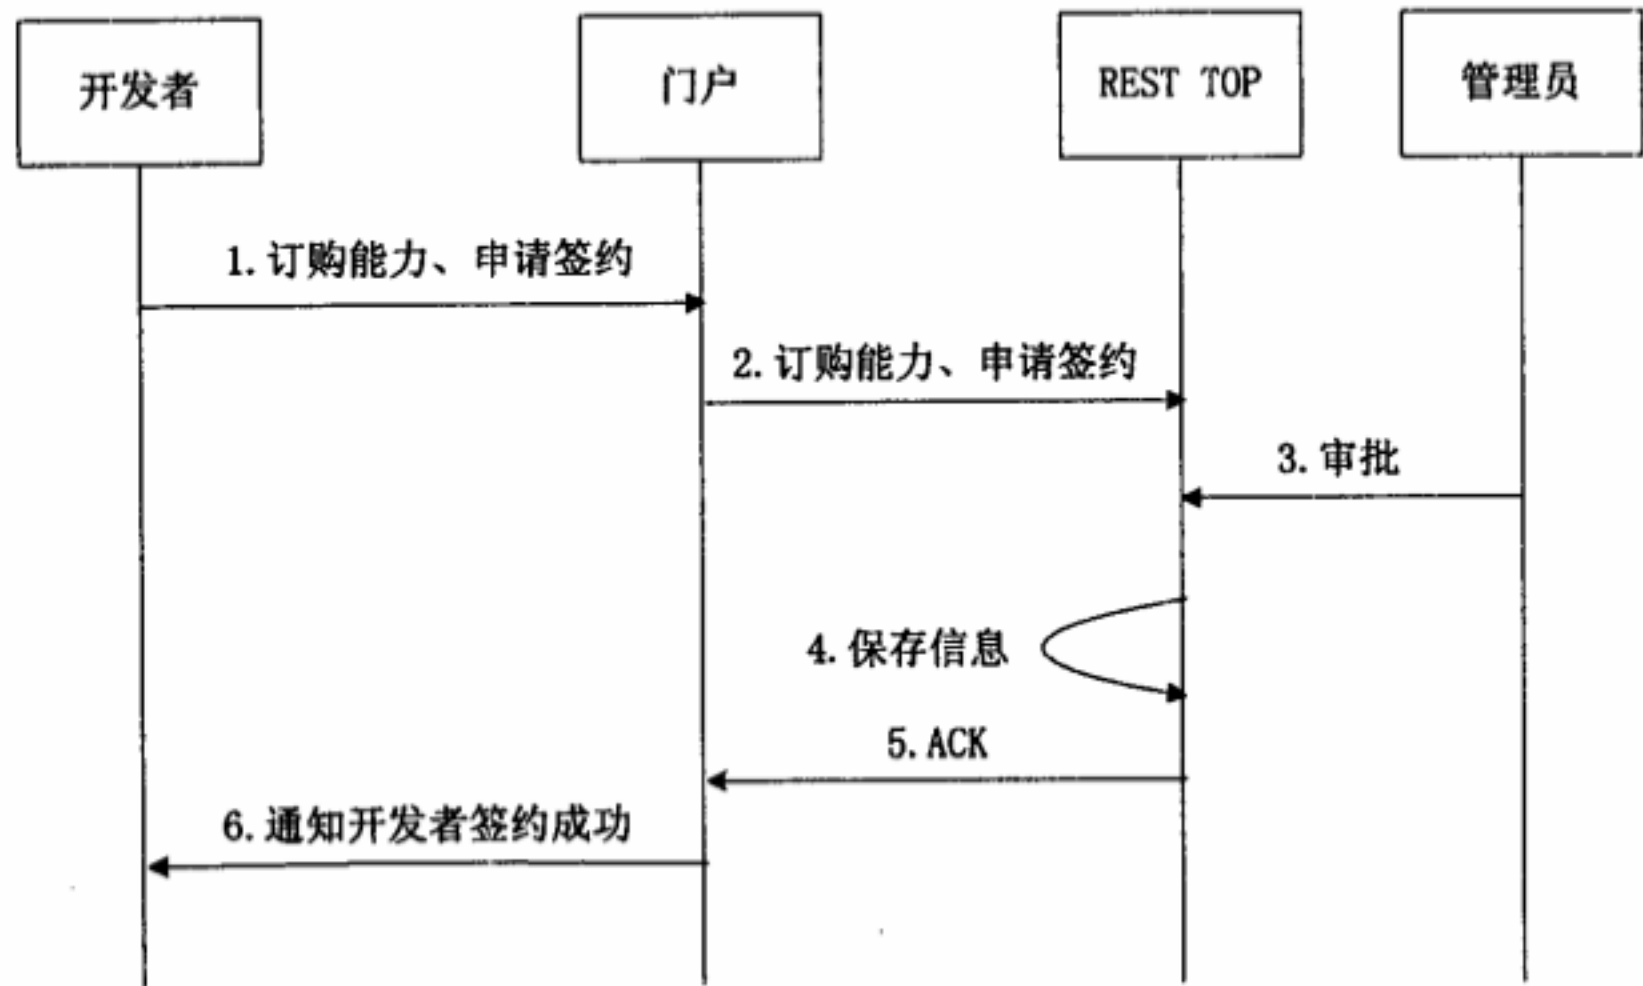 开发者
门户
REST TOP
管理员
1.订购能力、申请签约
2.订购能力、申请签约
3.审批
4.保存信息
5.ACK
6.通知开发者签约成功